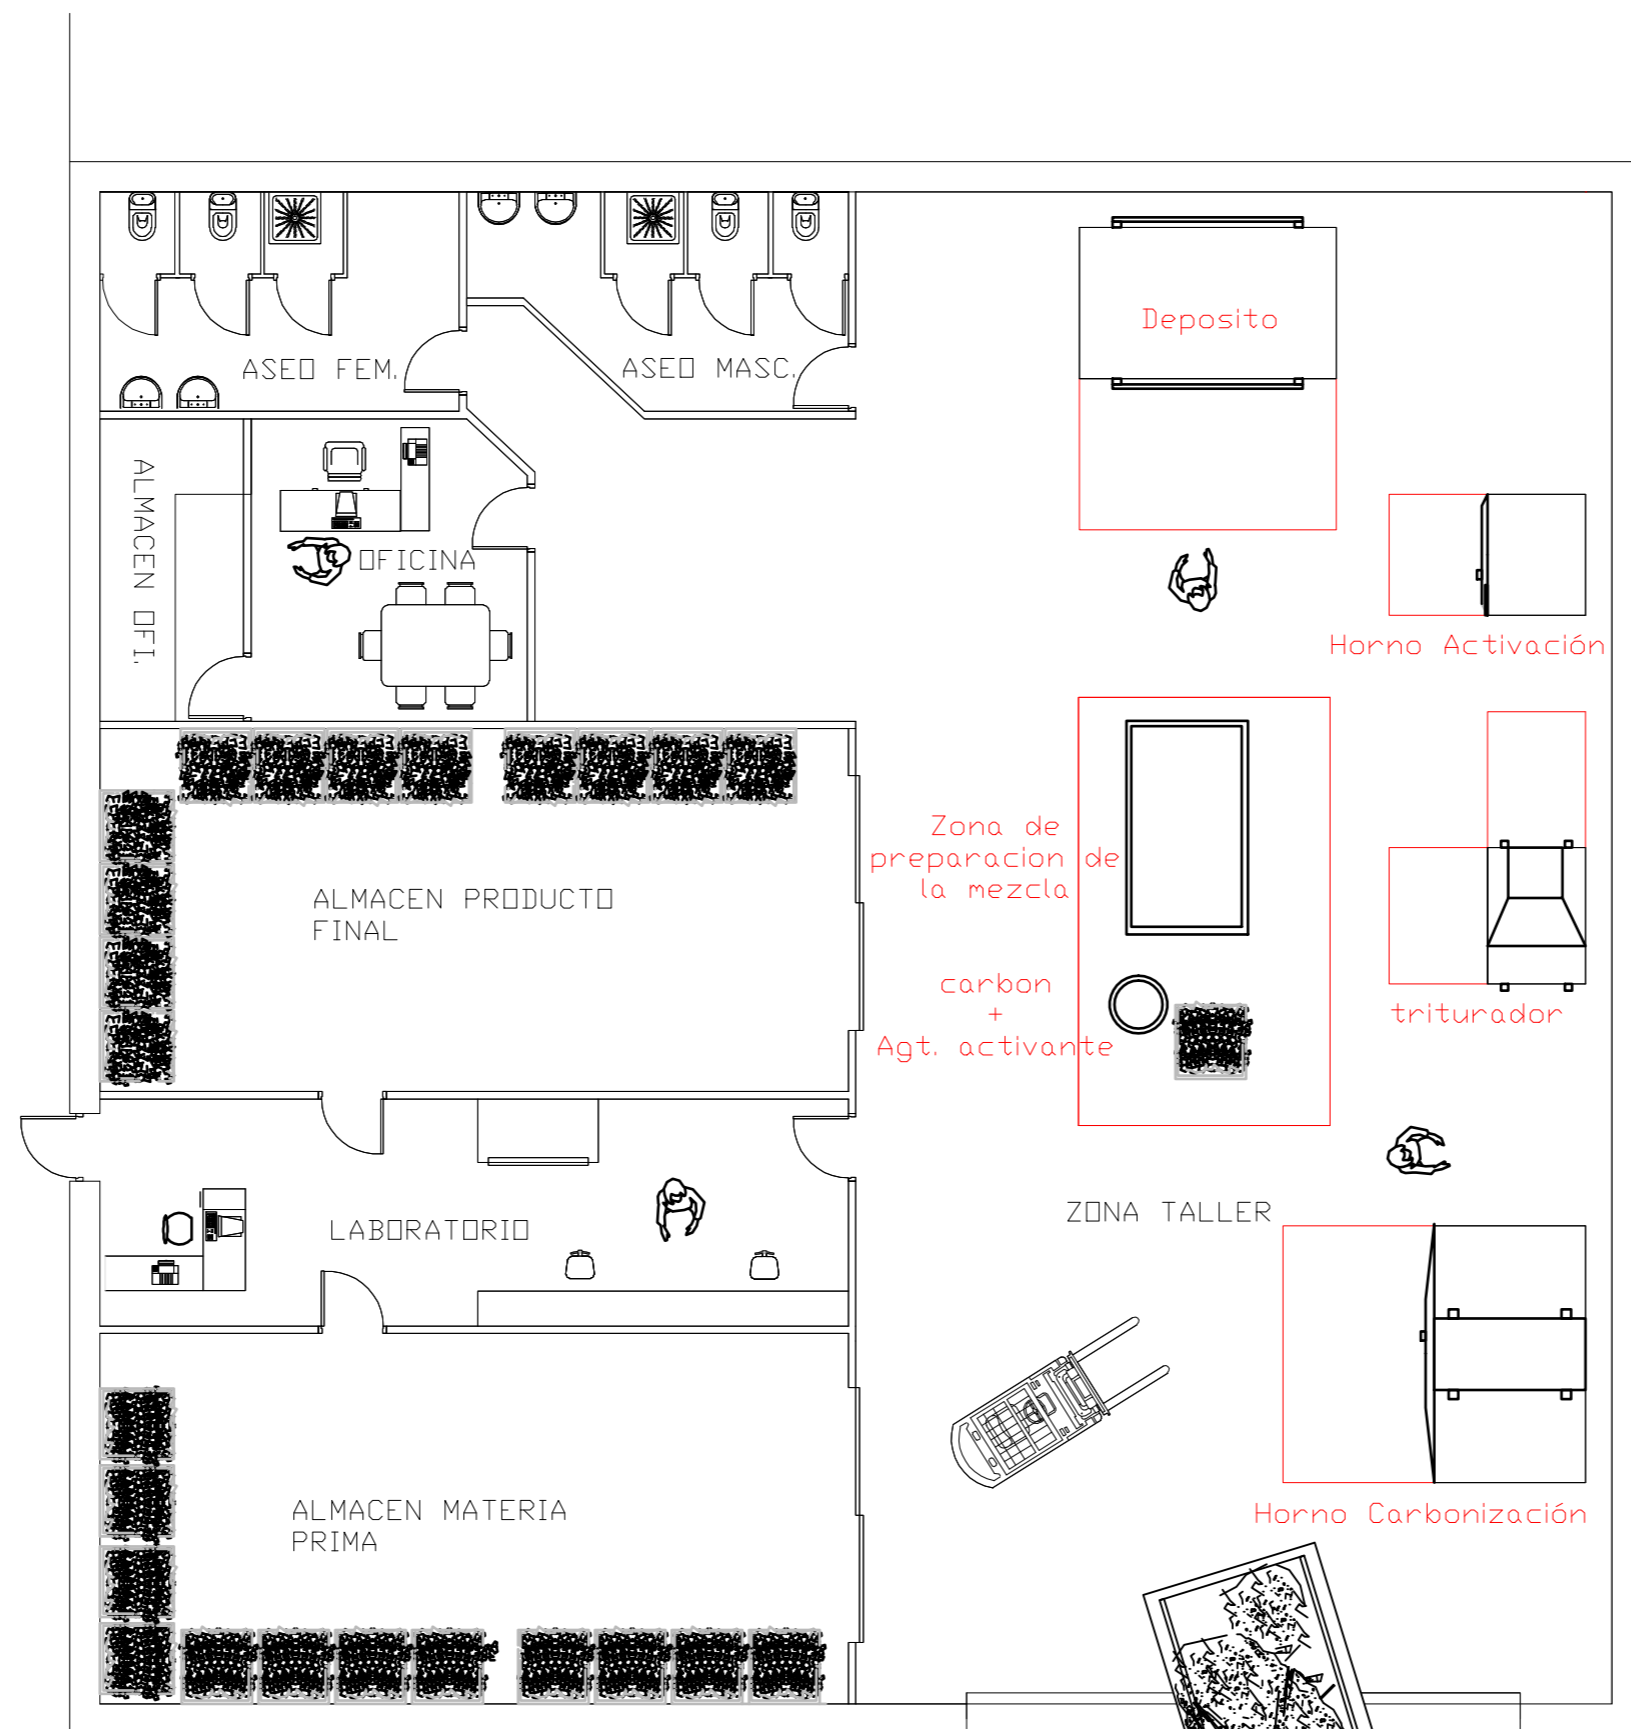 Deposito
ASEO FEM.
ASEO MASC.
ALMACEN OFI.
OFICINA
Horno Activación
Zona de
preparacion de
la mezcla
ALMACEN PRODUCTO
FINAL
carbon
+
Agt. activante
triturador
ZONA TALLER
LABORATORIO
ALMACEN MATERIA
PRIMA
Horno Carbonización